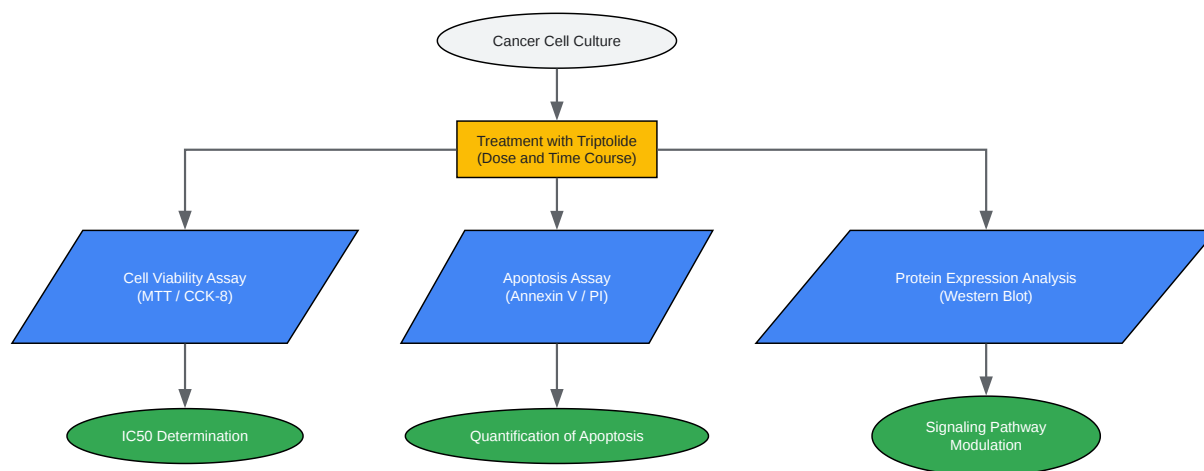 Cancer Cell Culture
Treatment with Triptolide
(Dose and Time Course)
Cell Viability Assay
(MTT / CCK-8)
Apoptosis Assay
(Annexin V / PI)
Protein Expression Analysis
(Western Blot)
IC50 Determination
Quantification of Apoptosis
Signaling Pathway
Modulation